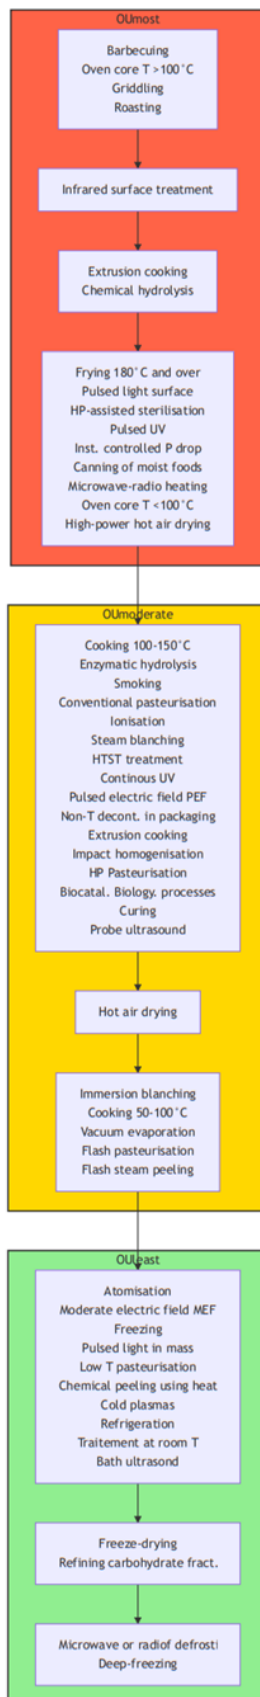 OUmost
Barbecuing
Oven core T >100°C
Griddling
Roasting
Infrared surface treatment
Extrusion cooking
Chemical hydrolysis
Frying 180°C and over
Pulsed light surface
HP-assisted sterilisation
Pulsed UV
Inst. controlled P drop
Canning of moist foods
Microwave-radio heating
Oven core T <100°C
High-power hot air drying
OUmoderate
Cooking 100-150°C
Enzymatic hydrolysis
Smoking
Conventional pasteurisation
Ionisation
Steam blanching
HTST treatment
Continous UV
Pulsed electric field PEF
Non-T decont. in packaging
Extrusion cooking
Impact homogenisation
HP Pasteurisation
Biocatal. Biology. processes
Curing
Probe ultrasound
Hot air drying
Immersion blanching
Cooking 50-100°C
Vacuum evaporation
Flash pasteurisation
Flash steam peeling
OUleast
Atomisation
Moderate electric field MEF
Freezing
Pulsed light in mass
Low T pasteurisation
Chemical peeling using heat
Cold plasmas
Refrigeration
Traitement at room T
Bath ultrasond
Freeze-drying
Refining carbohydrate fract.
Microwave or radiof defrosti
Deep-freezing